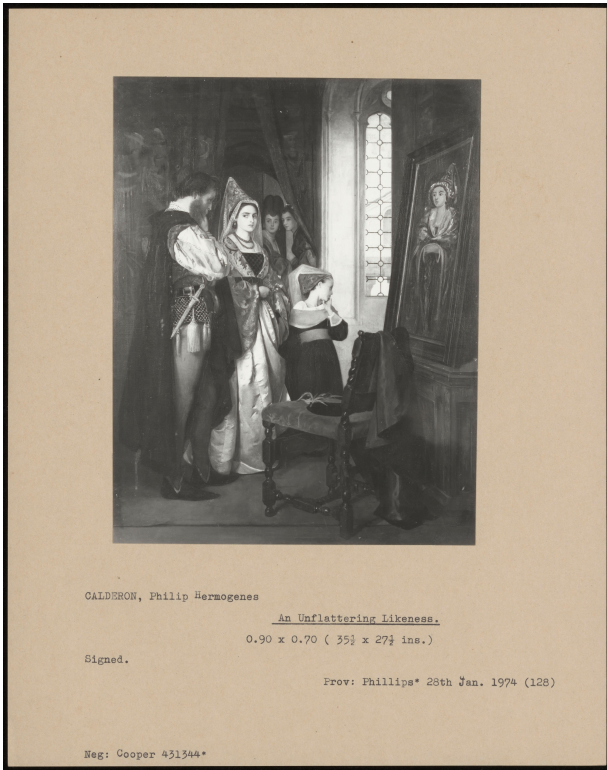 CALDERON, Philip Hermogenes
An Unflattering Likeness.
0.90 x 0.70 ( 35½ x 27½ ins.)
Signed.
Prov: Phillips* 28th Jan. 1974 (128)
Neg: Cooper 431344*